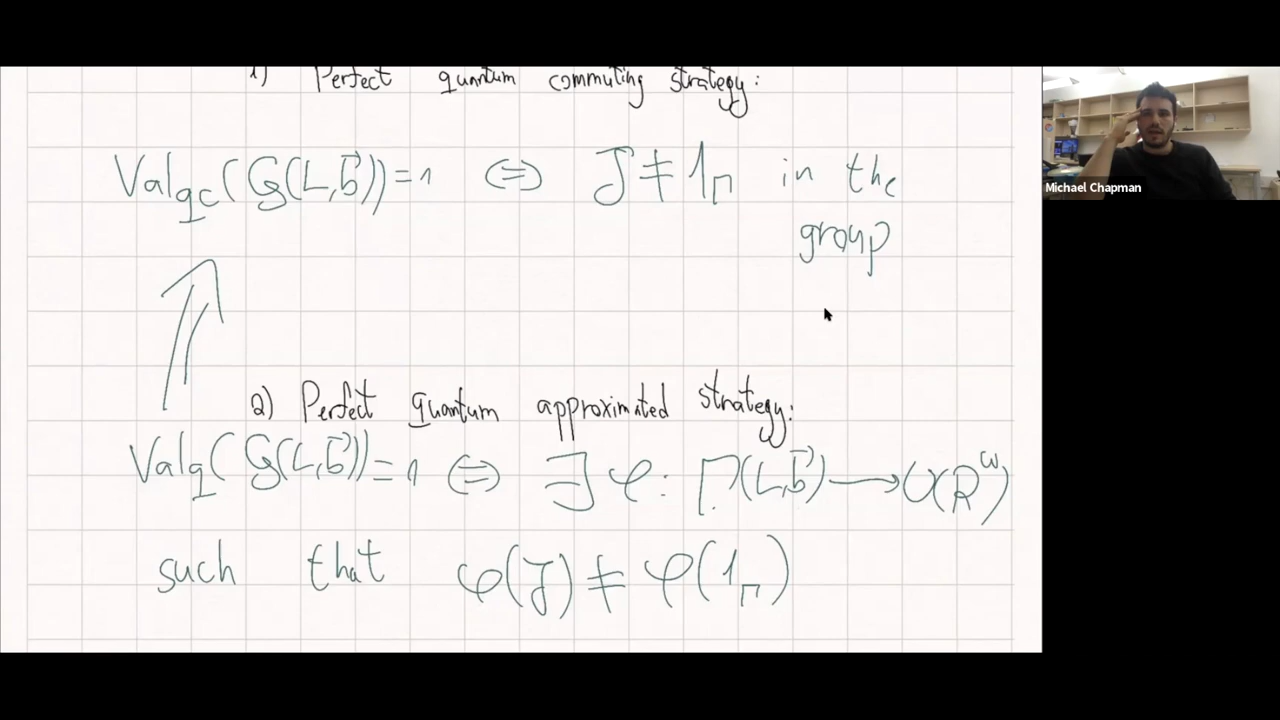 1) Perfect quantum commuting strategy:
Val_qc(G(L,b⃗))=1 ⇔ J≠1_Γ in the
group
2) Perfect quantum approximated strategy:
Val_q(G(L,b⃗))=1 ⇔ ∃ φ: Γ(L,b⃗)→U(R^ω)
such that φ(J)≠φ(1_Γ)
Michael Chapman